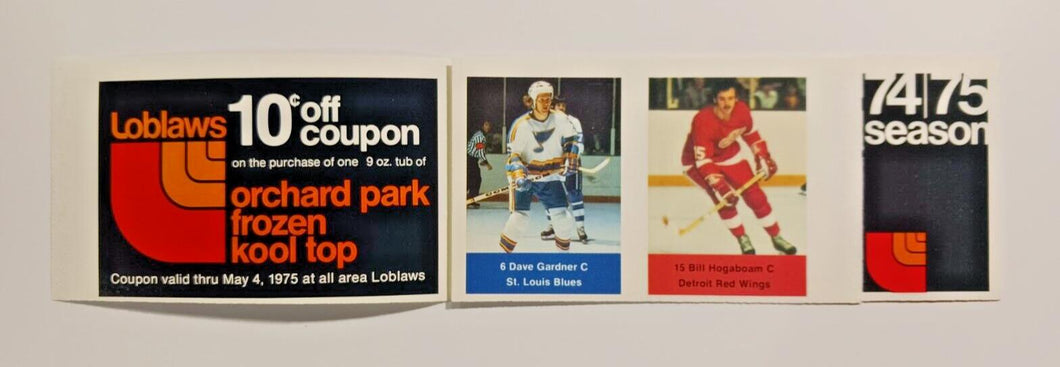 Loblaws
10¢ off
coupon
on the purchase of one 9 oz. tub of
orchard park
frozen
kool top
Coupon valid thru May 4, 1975 at all area Loblaws
6 Dave Gardner C
St. Louis Blues
15
15 Bill Hogaboam C
Detroit Red Wings
74|75
season